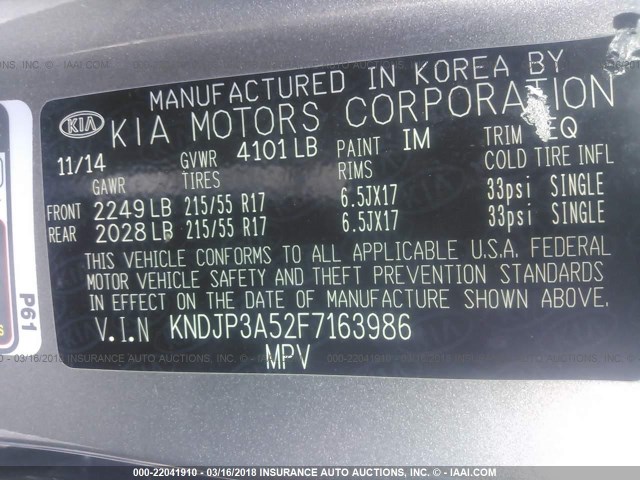 MANUFACTURED IN KOREA BY
KIA KIA MOTORS CORPORATION
11/14 GVWR 4101 LB PAINT IM TRIM EQ
GAWR TIRES RIMS COLD TIRE INFL
FRONT 2249 LB 215/55 R17 6.5JX17 33psi SINGLE
REAR 2028 LB 215/55 R17 6.5JX17 33psi SINGLE
THIS VEHICLE CONFORMS TO ALL APPLICABLE U.S.A. FEDERAL
MOTOR VEHICLE SAFETY AND THEFT PREVENTION STANDARDS
IN EFFECT ON THE DATE OF MANUFACTURE SHOWN ABOVE.
V.I.N KNDJP3A52F7163986
MPV
P61
000-22041910 - 03/16/2018 INSURANCE AUTO AUCTIONS - © - IAAI.COM